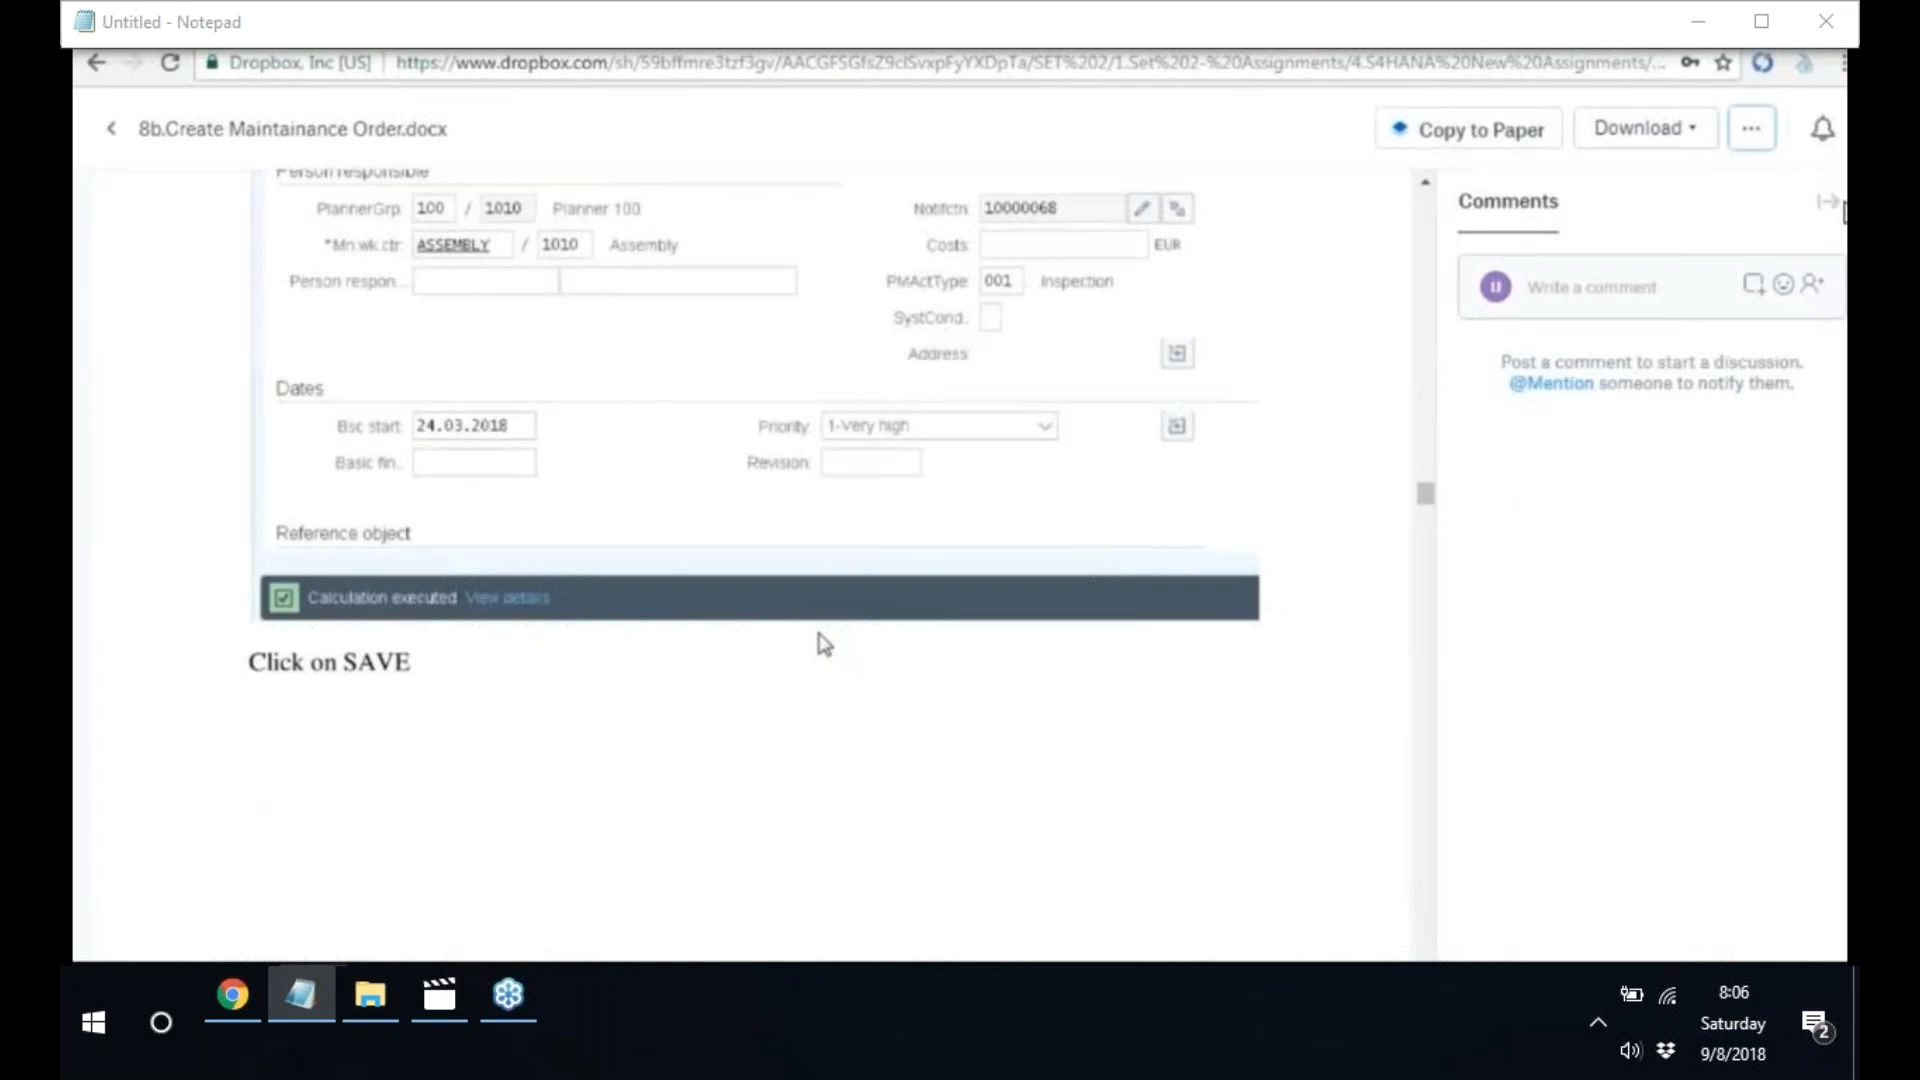 Untitled - Notepad
Dropbox, Inc [US] | https://www.dropbox.com/sh/59bffmre3tzf3gv/AACGFSGfsZ9clSvxpFyYXDpTa/SET%202/1.Set%202-%20Assignments/4.S4HANA%20New%20Assignments/...
8b.Create Maintainance Order.docx
Copy to Paper
Download
Person responsible
PlannerGrp: 100 / 1010 Planner 100
Notifctn: 10000068
*Mn.wk.ctr: ASSEMBLY / 1010 Assembly
Costs: EUR
Person respon...
PMActType: 001 Inspection
SystCond.:
Address:
Dates
Bsc start: 24.03.2018
Priority: 1-Very high
Basic fin..
Revision:
Reference object
Calculation executed View details
Click on SAVE
Comments
U Write a comment
Post a comment to start a discussion.
@Mention someone to notify them.
8:06
Saturday
9/8/2018
2